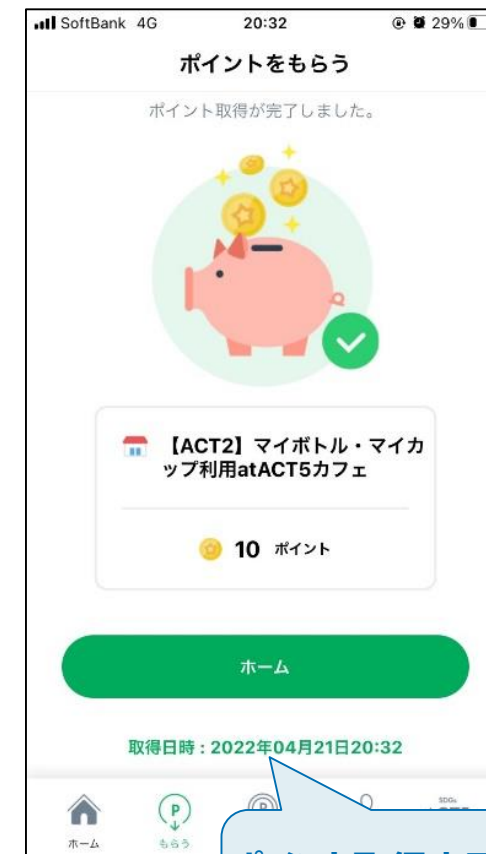 SoftBank 4G 20:32 29%
ポイントをもらう
ポイント取得が完了しました。
【ACT2】マイボトル・マイカ
ップ利用atACT5カフェ
10 ポイント
ホーム
取得日時：2022年04月21日20:32
P
P
SDGs
ホーム
もらう